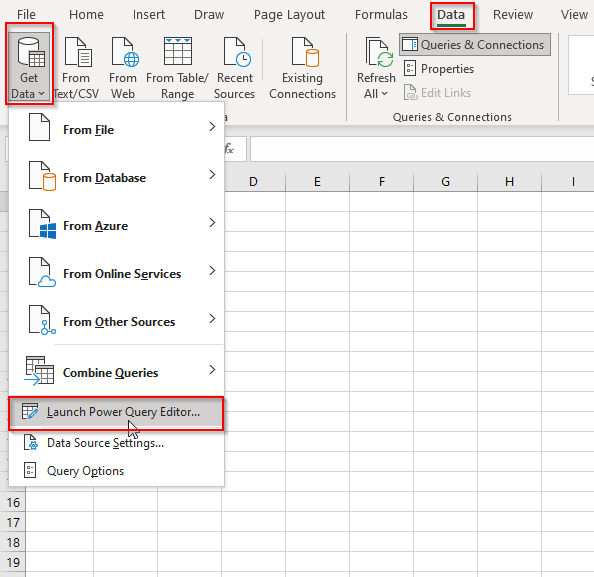 File Home Insert Draw Page Layout Formulas Data Review View
Get Data
From Text/CSV
From Web
From Table/ Range
Recent Sources
Existing Connections
Refresh All
Queries & Connections
Properties
Edit Links
Queries & Connections
From File
From Database
From Azure
From Online Services
From Other Sources
Combine Queries
Launch Power Query Editor...
Data Source Settings...
Query Options
fx
D E F G H I
16
17
18
19